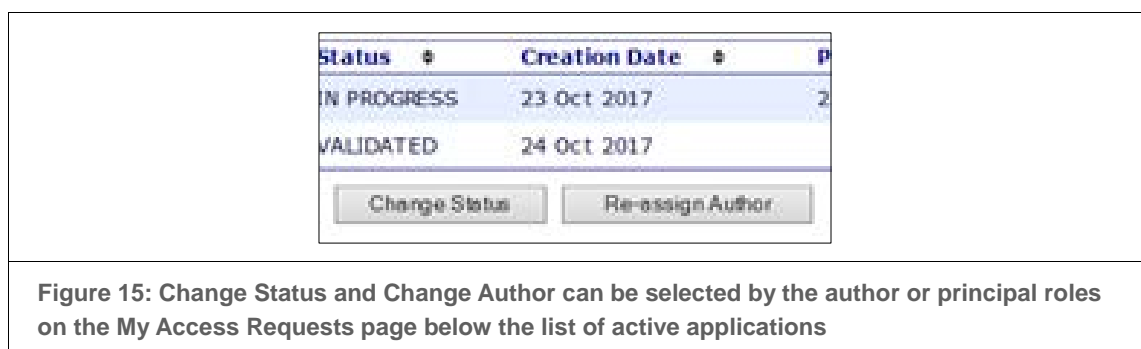 Status Creation Date P
IN PROGRESS 23 Oct 2017 2
VALIDATED 24 Oct 2017
Change Status Re-assign Author
Figure 15: Change Status and Change Author can be selected by the author or principal roles
on the My Access Requests page below the list of active applications